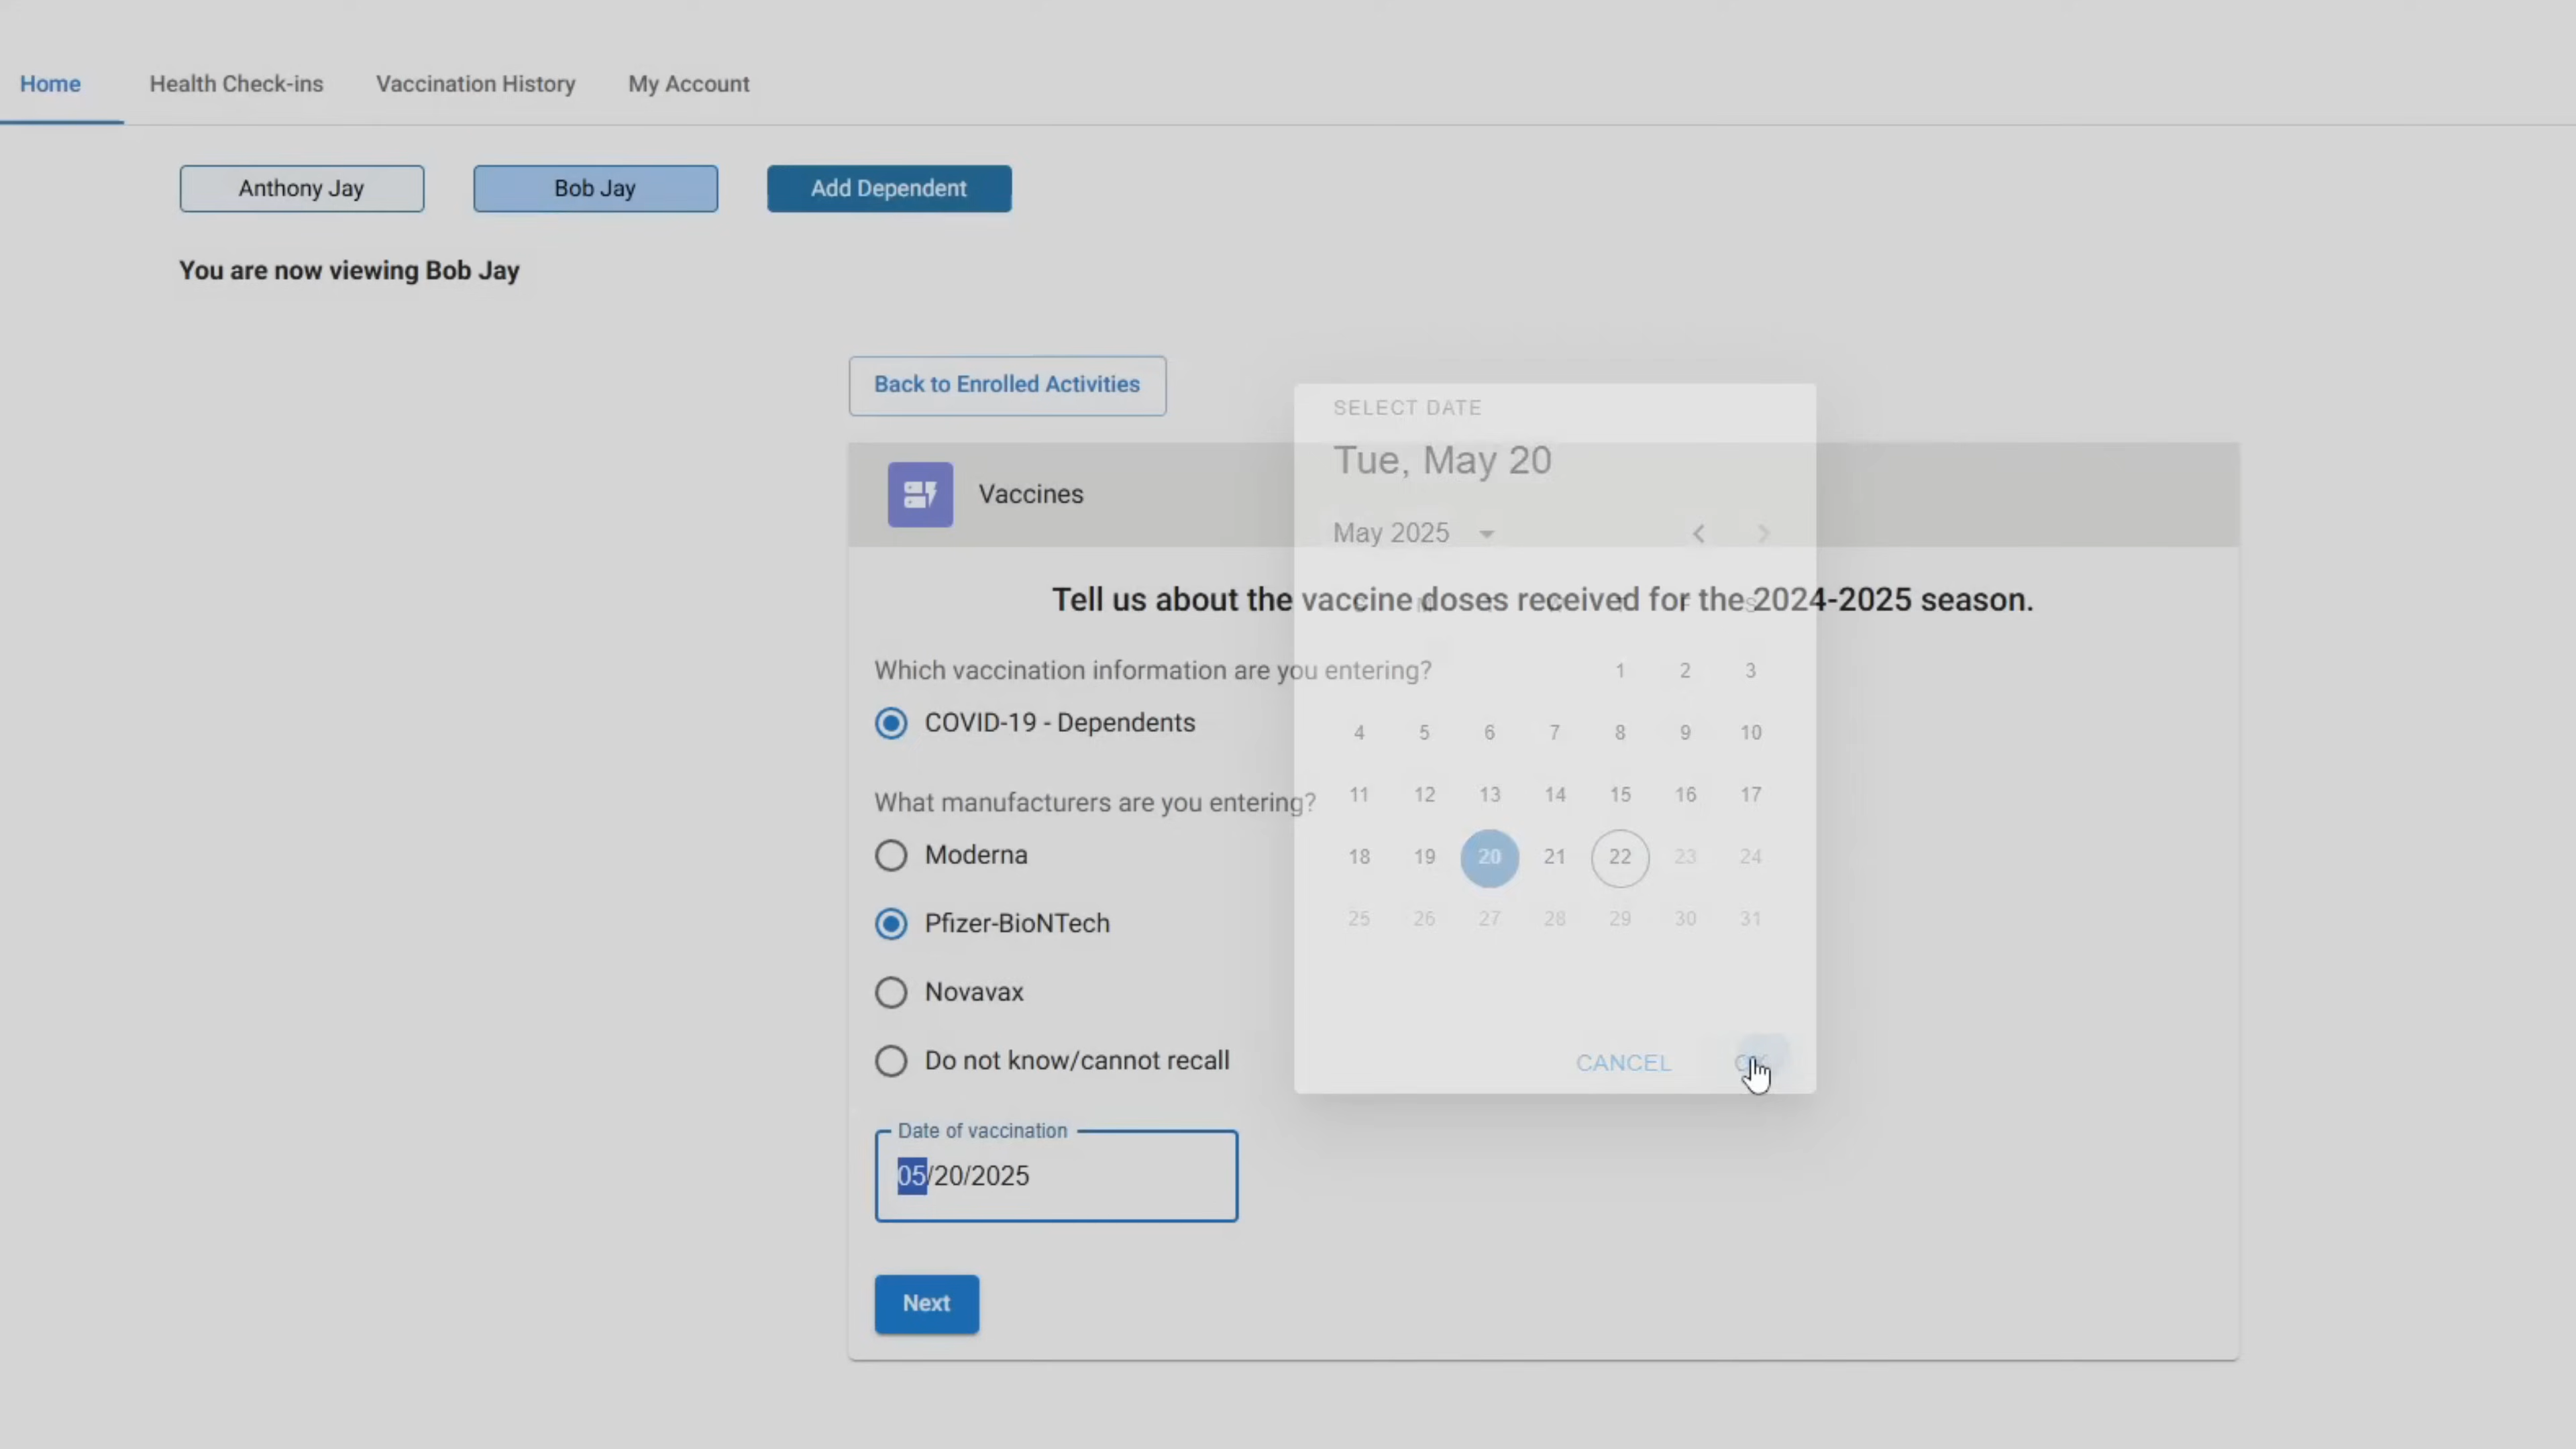 Home Health Check-ins Vaccination History My Account
Anthony Jay Bob Jay Add Dependent
You are now viewing Bob Jay
Back to Enrolled Activities
Vaccines
Tell us about the vaccine doses received for the 2024-2025 season.
Which vaccination information are you entering?
COVID-19 - Dependents
What manufacturers are you entering?
Moderna
Pfizer-BioNTech
Novavax
Do not know/cannot recall
Date of vaccination
05/20/2025
Next
SELECT DATE
Tue, May 20
May 2025
1 2 3
4 5 6 7 8 9 10
11 12 13 14 15 16 17
18 19 20 21 22 23 24
25 26 27 28 29 30 31
CANCEL